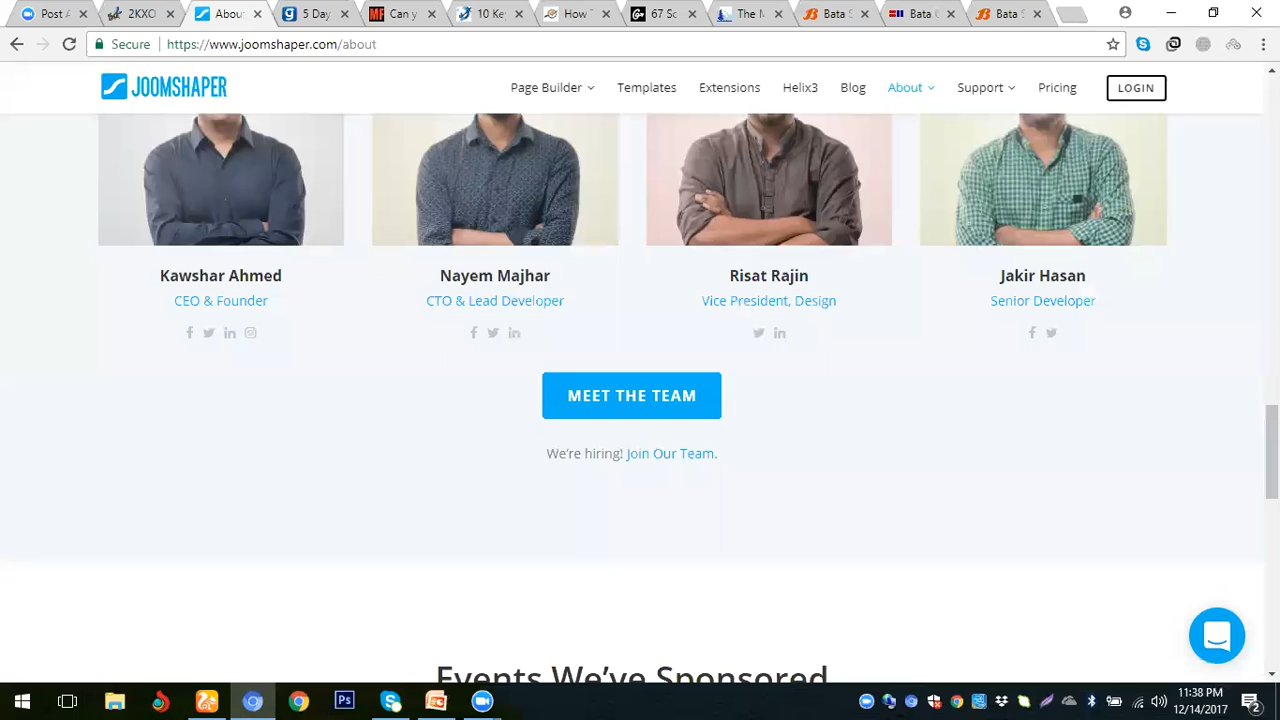 Post A
2KXO
Abou
5 Day
Can y
10 Ke
How T
67 Sc
The M
Bata S
Bata C
Bata S
Secure https://www.joomshaper.com/about
JOOMSHAPER
Page Builder Templates Extensions Helix3 Blog About Support Pricing LOGIN
Kawshar Ahmed
CEO & Founder
Nayem Majhar
CTO & Lead Developer
Risat Rajin
Vice President, Design
Jakir Hasan
Senior Developer
MEET THE TEAM
We're hiring! Join Our Team.
Events We've Sponsored
11:38 PM
12/14/2017